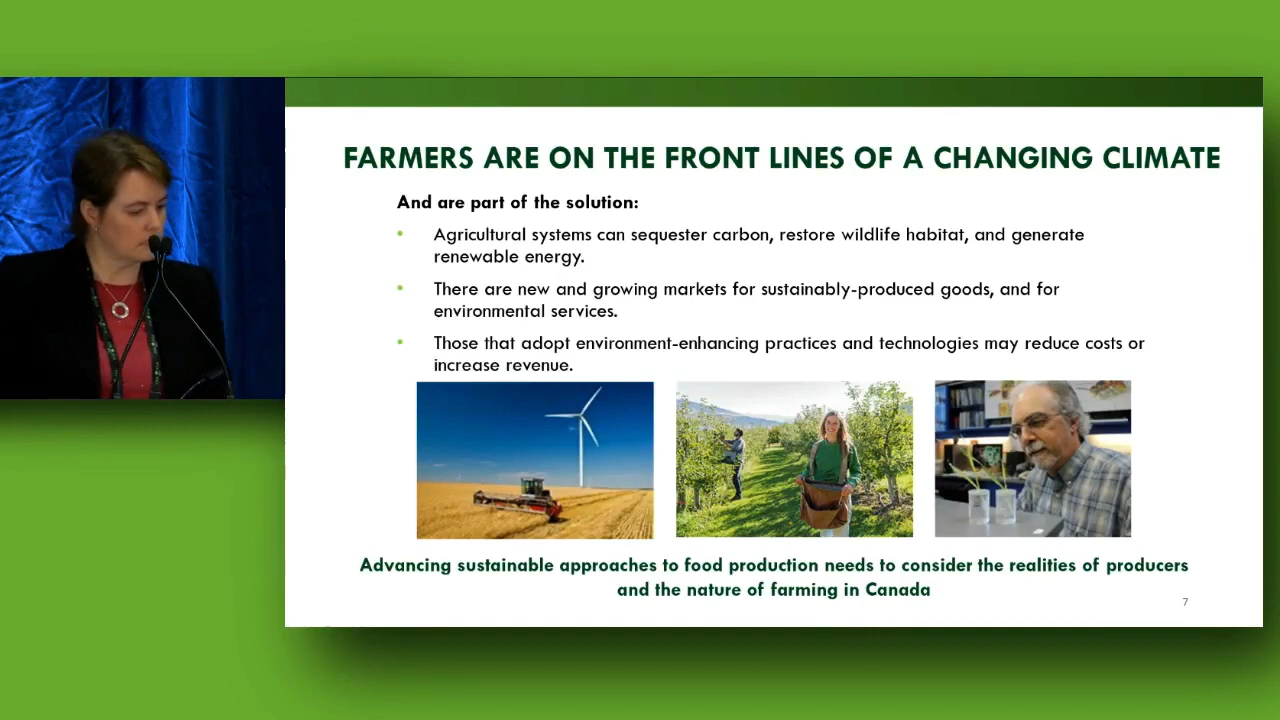 FARMERS ARE ON THE FRONT LINES OF A CHANGING CLIMATE
And are part of the solution:
• Agricultural systems can sequester carbon, restore wildlife habitat, and generate
renewable energy.
• There are new and growing markets for sustainably-produced goods, and for
environmental services.
• Those that adopt environment-enhancing practices and technologies may reduce costs or
increase revenue.
Advancing sustainable approaches to food production needs to consider the realities of producers
and the nature of farming in Canada
7